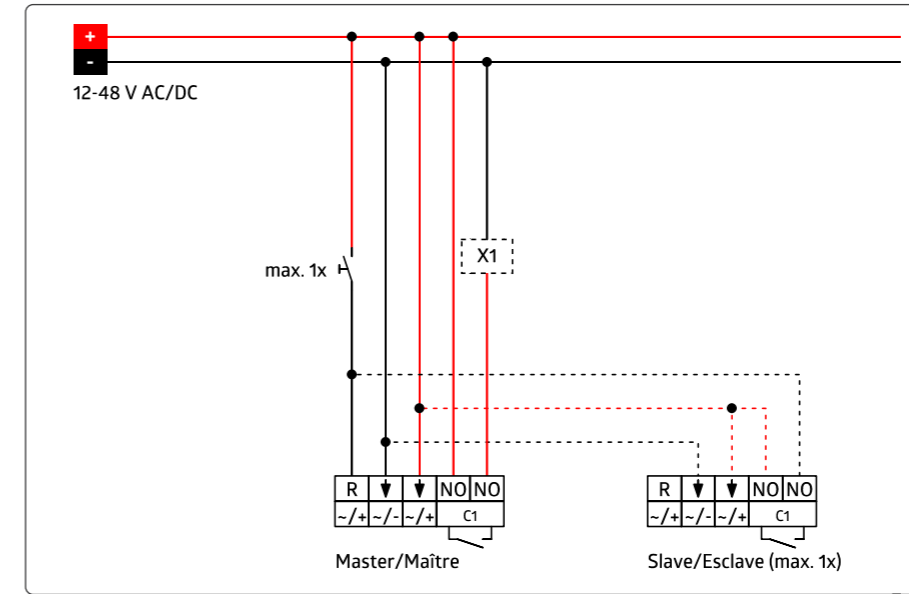 +
-
12-48 V AC/DC
X1
max. 1x
R NO NO
~/+ ~/- ~/+ C1
Master/Maître
R NO NO
~/+ ~/- ~/+ C1
Slave/Esclave (max. 1x)